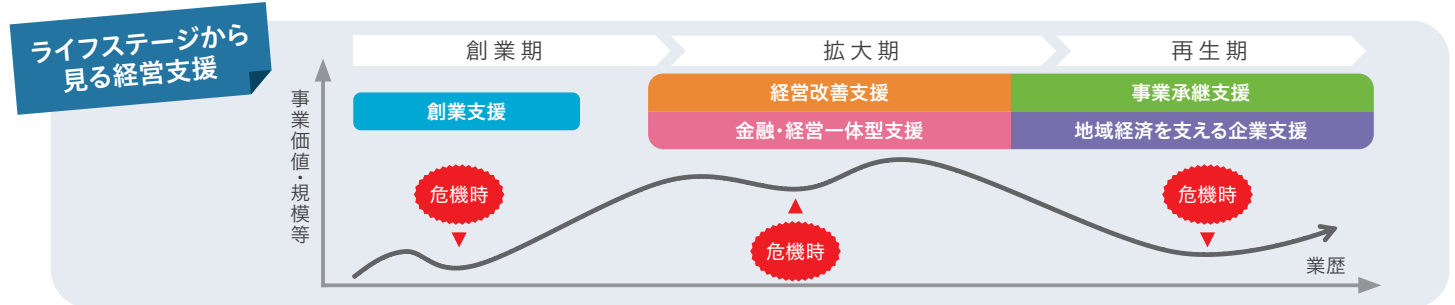 ライフステージから
見る経営支援
創業期
拡大期
再生期
事業価値・規模等
創業支援
経営改善支援
金融・経営一体型支援
事業承継支援
地域経済を支える企業支援
危機時
危機時
危機時
業歴